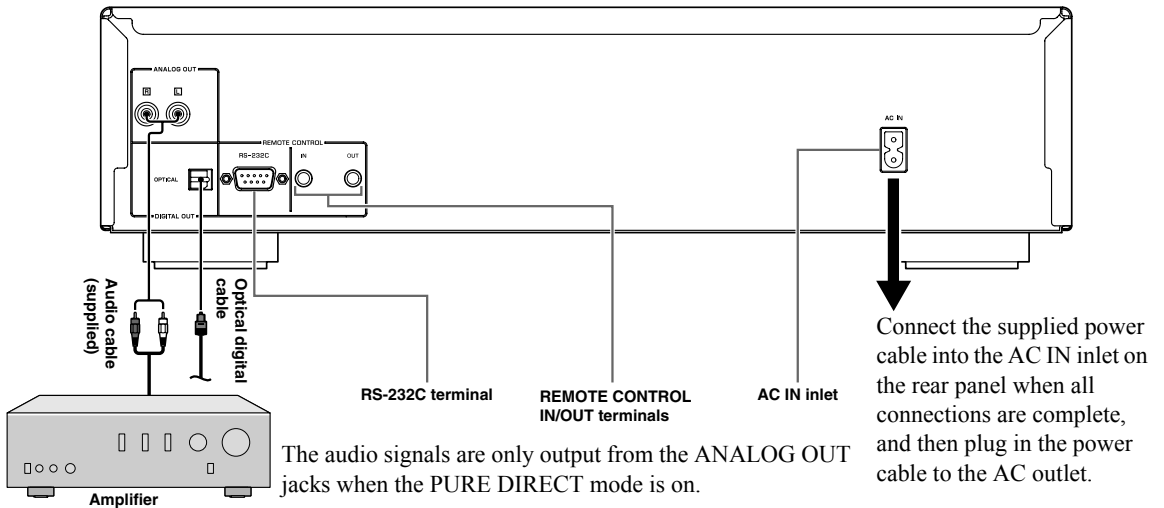 ANALOG OUT
R L
REMOTE CONTROL
RS-232C IN OUT
OPTICAL
DIGITAL OUT
AC IN
Audio cable
(supplied)
Optical digital
cable
RS-232C terminal
REMOTE CONTROL
IN/OUT terminals
AC IN inlet
Connect the supplied power
cable into the AC IN inlet on
the rear panel when all
connections are complete,
and then plug in the power
cable to the AC outlet.
The audio signals are only output from the ANALOG OUT
jacks when the PURE DIRECT mode is on.
Amplifier